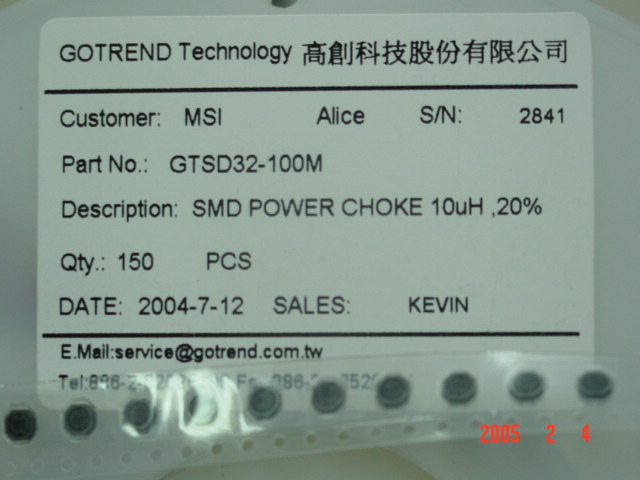 GOTREND Technology 高創科技股份有限公司
Customer: MSI Alice S/N: 2841
Part No.: GTSD32-100M
Description: SMD POWER CHOKE 10uH ,20%
Qty.: 150 PCS
DATE: 2004-7-12 SALES: KEVIN
E.Mail:service@gotrend.com.tw
2005 2 4